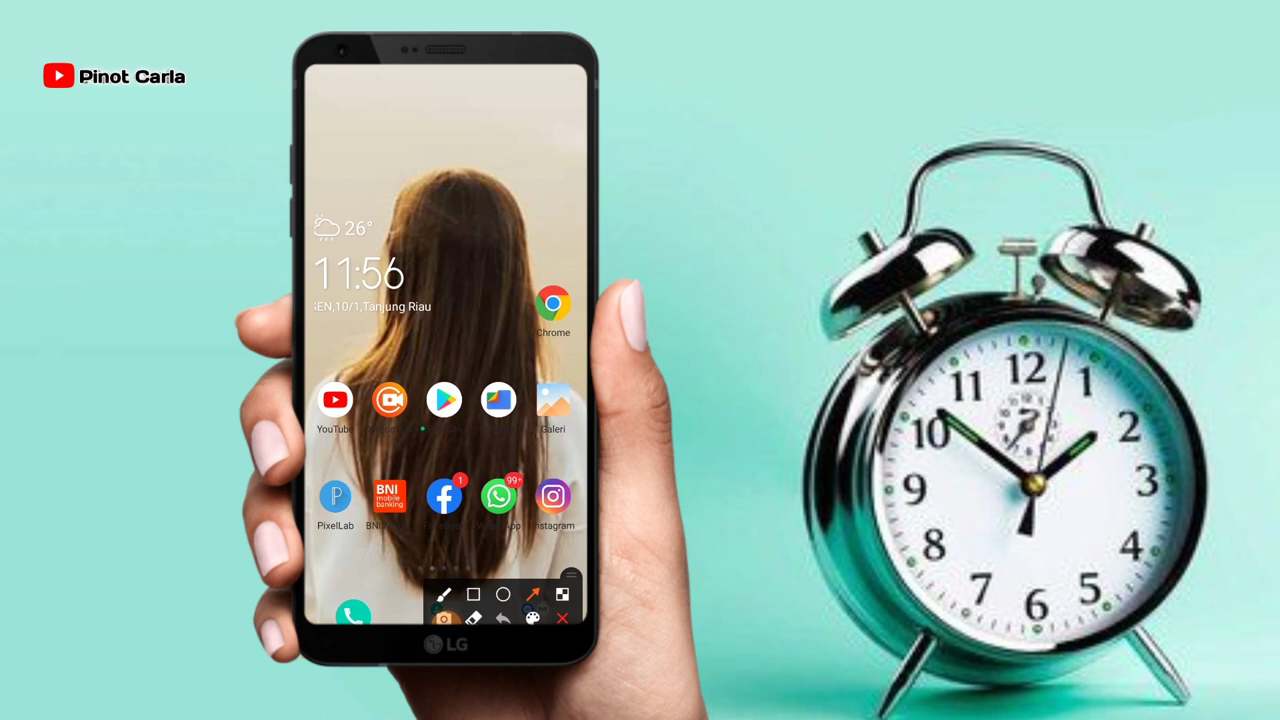 Pinot Carla
26°
11:56
SEN,10/1,Tanjung Riau
Chrome
YouTube
Galeri
1
99+
BNI
mobile
banking
PixelLab
BNI
Instagram
LG
12
1
2
3
4
5
6
7
8
9
10
11